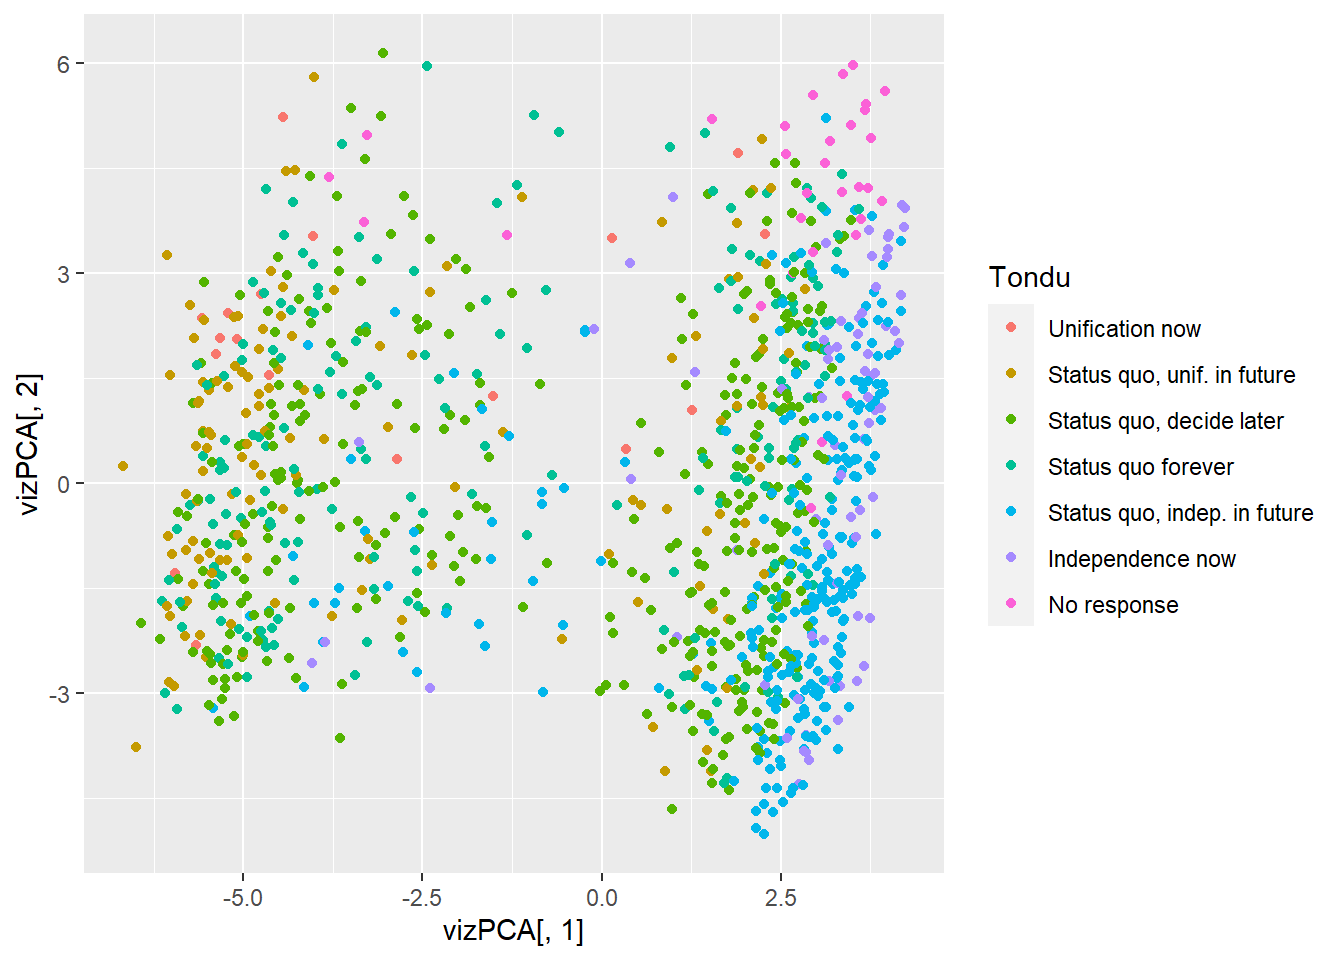 6
3
0
-3
vizPCA[, 2]
-5.0
-2.5
0.0
2.5
vizPCA[, 1]
Tondu
Unification now
Status quo, unif. in future
Status quo, decide later
Status quo forever
Status quo, indep. in future
Independence now
No response